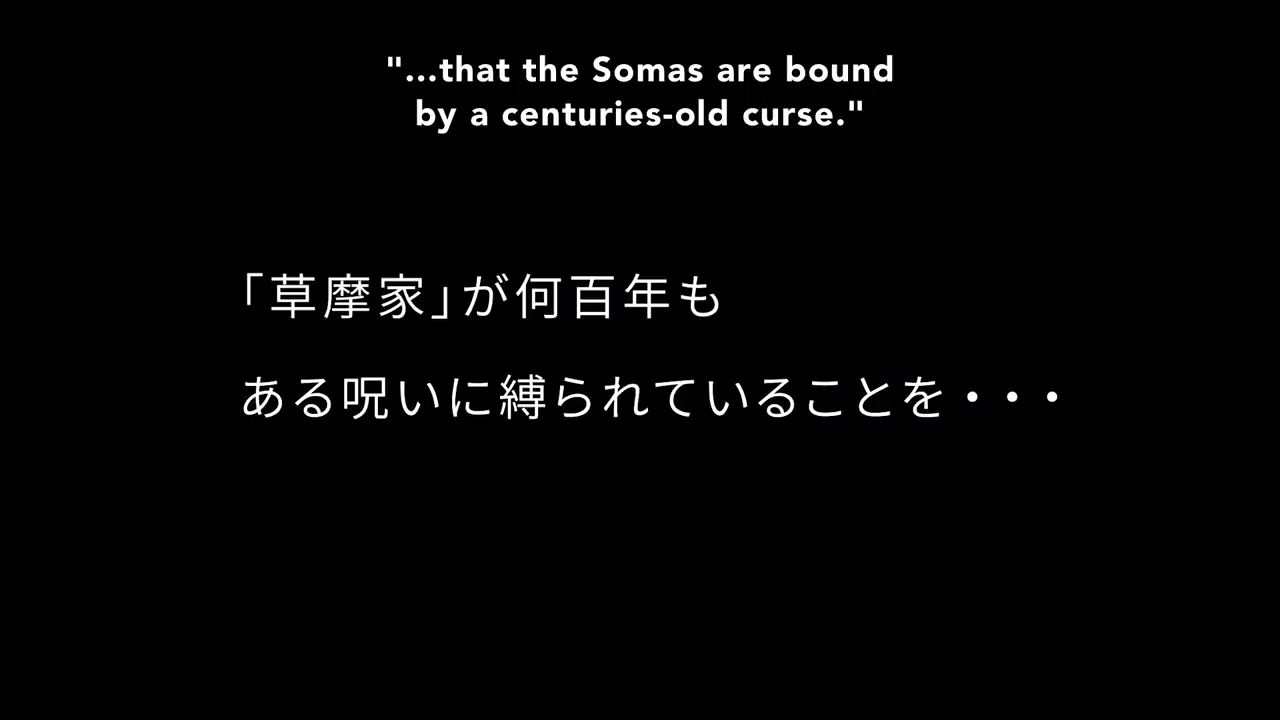 "...that the Somas are bound
by a centuries-old curse."
「草摩家」が何百年も
ある呪いに縛られていることを・・・